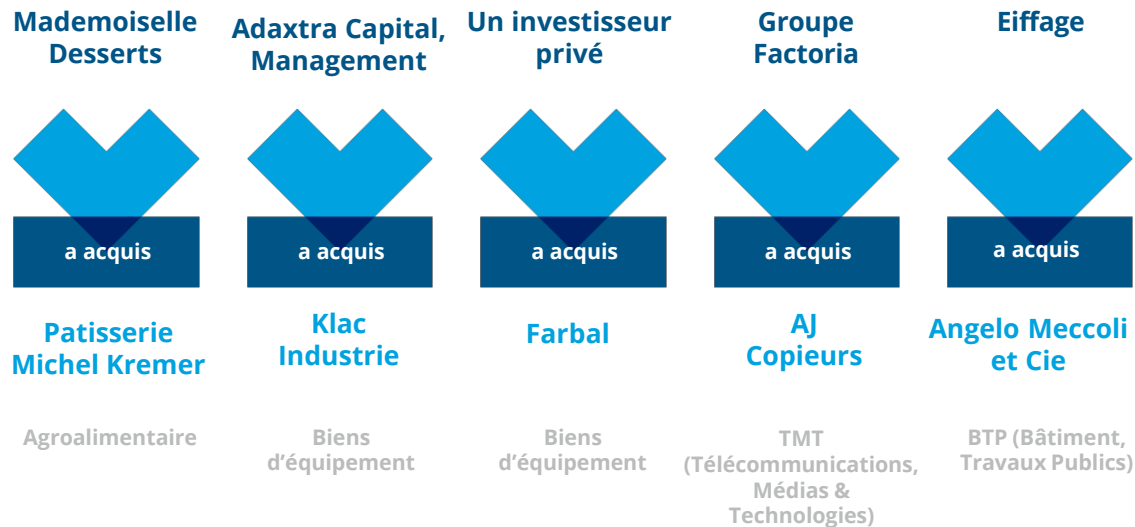 Mademoiselle
Desserts
Adaxtra Capital,
Management
Un investisseur
privé
Groupe
Factoria
Eiffage
a acquis
a acquis
a acquis
a acquis
a acquis
Patisserie
Michel Kremer
Klac
Industrie
Farbal
AJ
Copieurs
Angelo Meccoli
et Cie
Agroalimentaire
Biens
d’équipement
Biens
d’équipement
TMT
(Télécommunications,
Médias &
Technologies)
BTP (Bâtiment,
Travaux Publics)